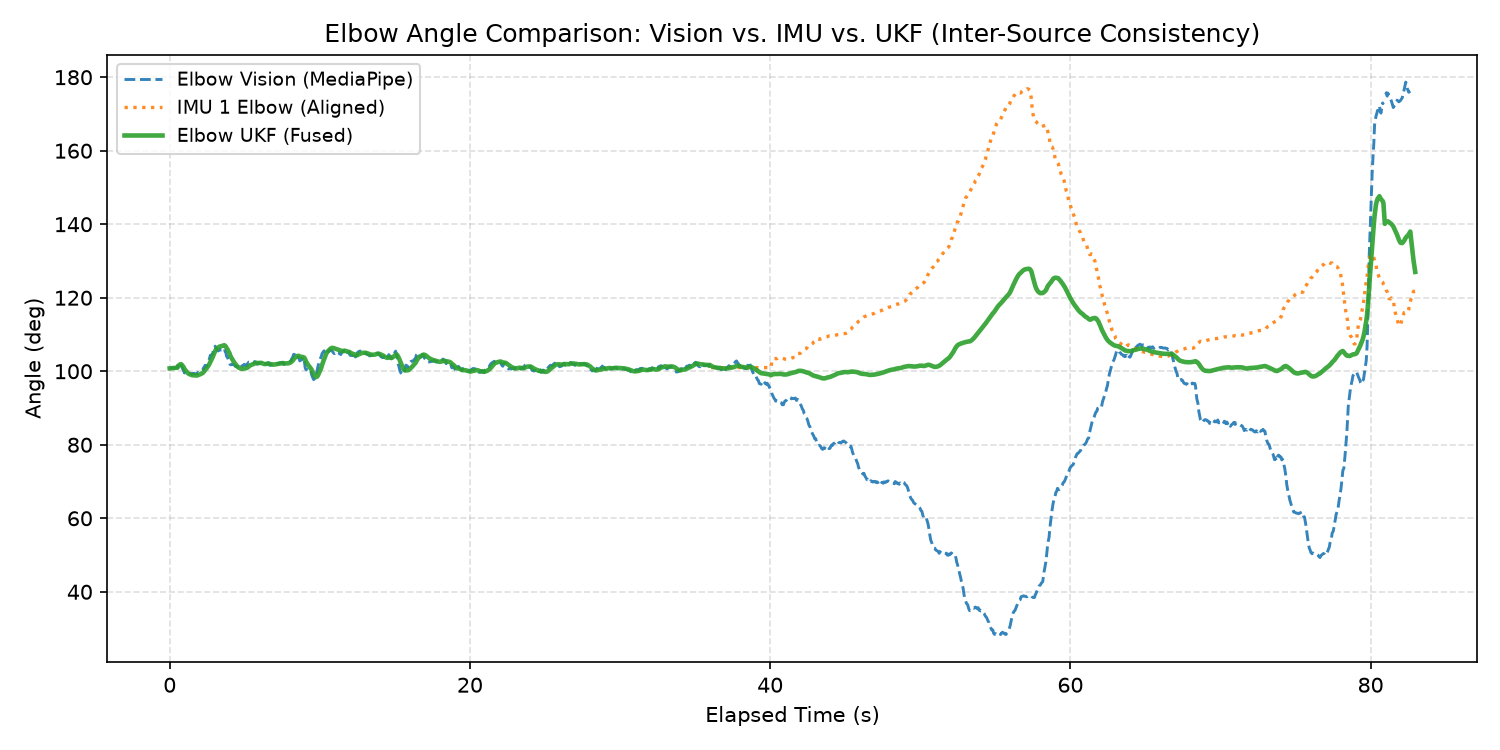 Elbow Angle Comparison: Vision vs. IMU vs. UKF (Inter-Source Consistency)
Elbow Vision (MediaPipe)
IMU 1 Elbow (Aligned)
Elbow UKF (Fused)
Angle (deg)
180
160
140
120
100
80
60
40
0 20 40 60 80
Elapsed Time (s)